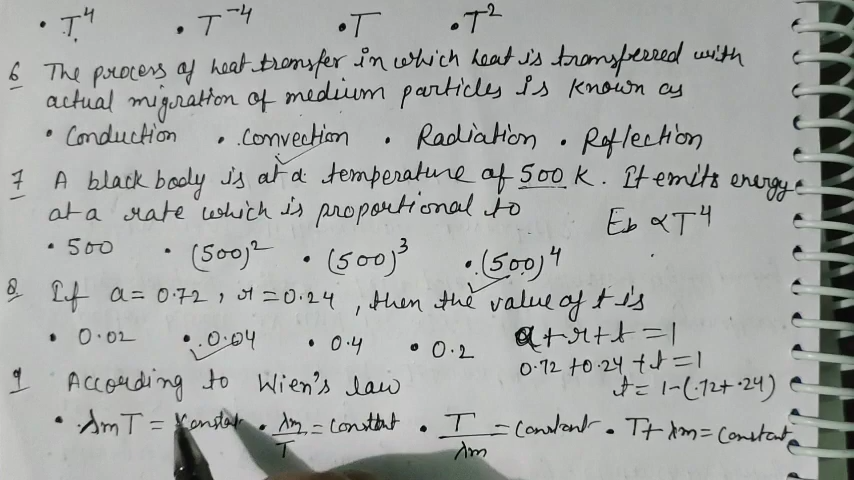 • T⁴ • T⁻⁴ • T • T²
6 The process of heat transfer in which heat is transferred with
actual migration of medium particles is known as
• Conduction • Convection • Radiation • Reflection
7 A black body is at a temperature of 500 K. It emits energy
at a rate which is proportional to Eb ∝ T⁴
• 500 • (500)² • (500)³ • (500)⁴
8 If a = 0.72, r = 0.24, then the value of t is
• 0.02 • 0.04 • 0.4 • 0.2 a + r + t = 1
0.72 + 0.24 + t = 1
9 According to Wien's law t = 1 - (.72 + .24)
• λmT = Constant • λm/T = constant • T/λm = constant • T + λm = constant